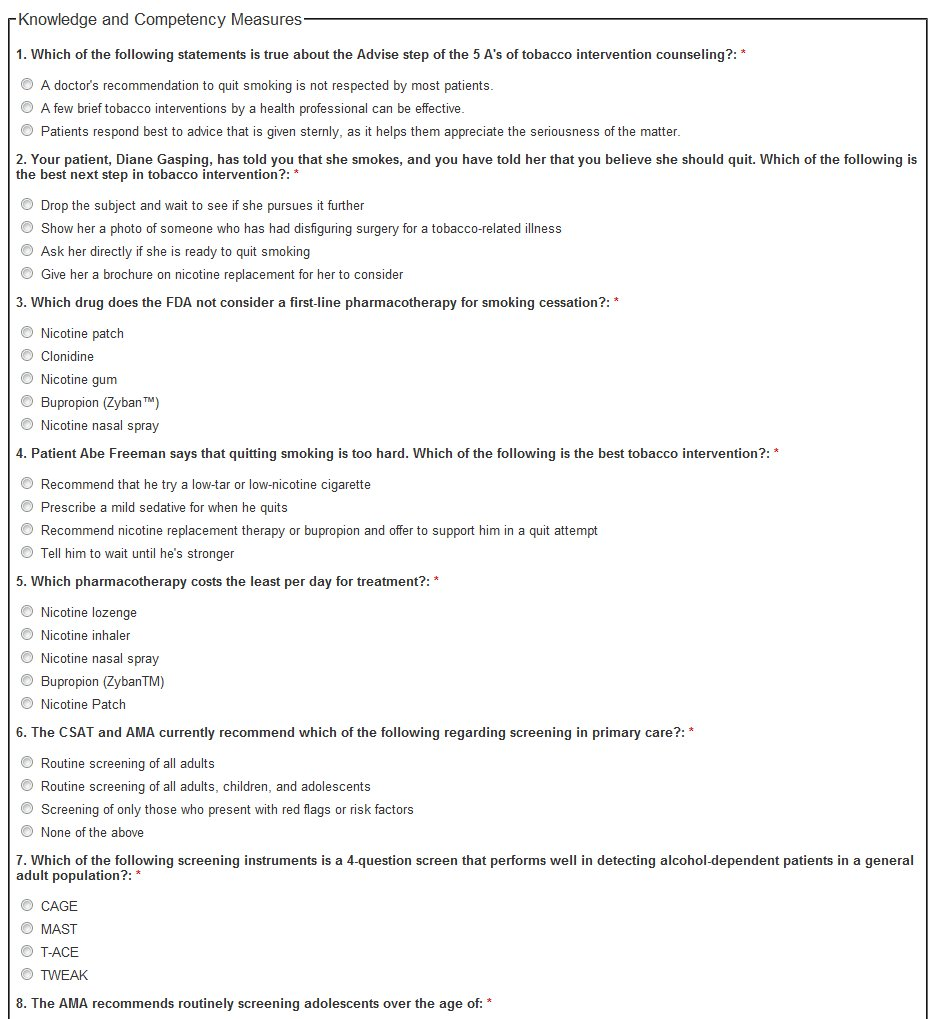 Knowledge and Competency Measures
1. Which of the following statements is true about the Advise step of the 5 A's of tobacco intervention counseling?: *
A doctor's recommendation to quit smoking is not respected by most patients.
A few brief tobacco interventions by a health professional can be effective.
Patients respond best to advice that is given sternly, as it helps them appreciate the seriousness of the matter.
2. Your patient, Diane Gasping, has told you that she smokes, and you have told her that you believe she should quit. Which of the following is
the best next step in tobacco intervention?: *
Drop the subject and wait to see if she pursues it further
Show her a photo of someone who has had disfiguring surgery for a tobacco-related illness
Ask her directly if she is ready to quit smoking
Give her a brochure on nicotine replacement for her to consider
3. Which drug does the FDA not consider a first-line pharmacotherapy for smoking cessation?: *
Nicotine patch
Clonidine
Nicotine gum
Bupropion (Zyban™)
Nicotine nasal spray
4. Patient Abe Freeman says that quitting smoking is too hard. Which of the following is the best tobacco intervention?: *
Recommend that he try a low-tar or low-nicotine cigarette
Prescribe a mild sedative for when he quits
Recommend nicotine replacement therapy or bupropion and offer to support him in a quit attempt
Tell him to wait until he's stronger
5. Which pharmacotherapy costs the least per day for treatment?: *
Nicotine lozenge
Nicotine inhaler
Nicotine nasal spray
Bupropion (ZybanTM)
Nicotine Patch
6. The CSAT and AMA currently recommend which of the following regarding screening in primary care?: *
Routine screening of all adults
Routine screening of all adults, children, and adolescents
Screening of only those who present with red flags or risk factors
None of the above
7. Which of the following screening instruments is a 4-question screen that performs well in detecting alcohol-dependent patients in a general
adult population?: *
CAGE
MAST
T-ACE
TWEAK
8. The AMA recommends routinely screening adolescents over the age of: *